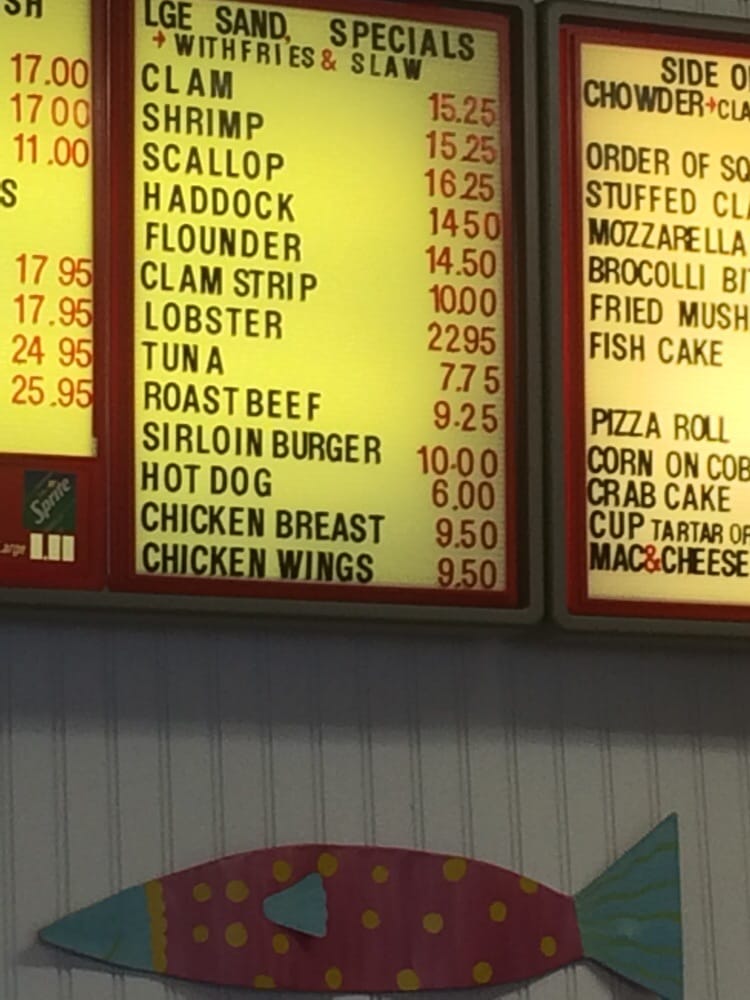 SH
17.00
17 00
11.00
S
17 95
17.95
24 95
25.95
Sprite
Large
LGE SAND. SPECIALS
→ WITH FRIES & SLAW
CLAM 15.25
SHRIMP 15 25
SCALLOP 16 25
HADDOCK 14 50
FLOUNDER 14.50
CLAM STRIP 10.00
LOBSTER 22 95
TUNA 7.75
ROAST BEEF 9.25
SIRLOIN BURGER 10.00
HOT DOG 6.00
CHICKEN BREAST 9.50
CHICKEN WINGS 9.50
SIDE O
CHOWDER→CLA
ORDER OF SQ
STUFFED CLA
MOZZARELLA
BROCOLLI BIT
FRIED MUSH
FISH CAKE
PIZZA ROLL
CORN ON COB
CRAB CAKE
CUP TARTAR OR
MAC&CHEESE